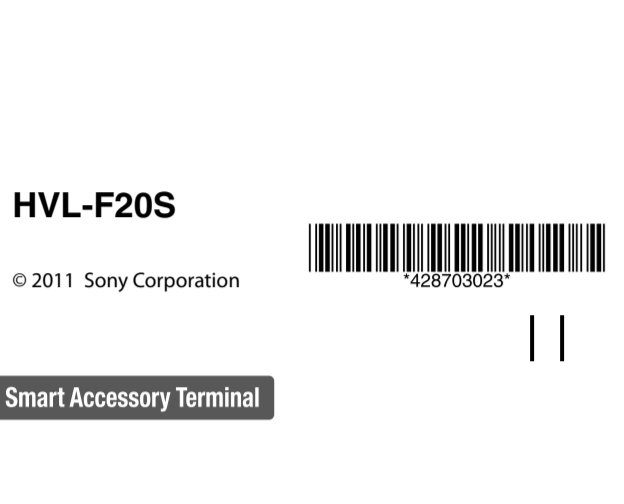 HVL-F20S
© 2011 Sony Corporation
*428703023*
Smart Accessory Terminal